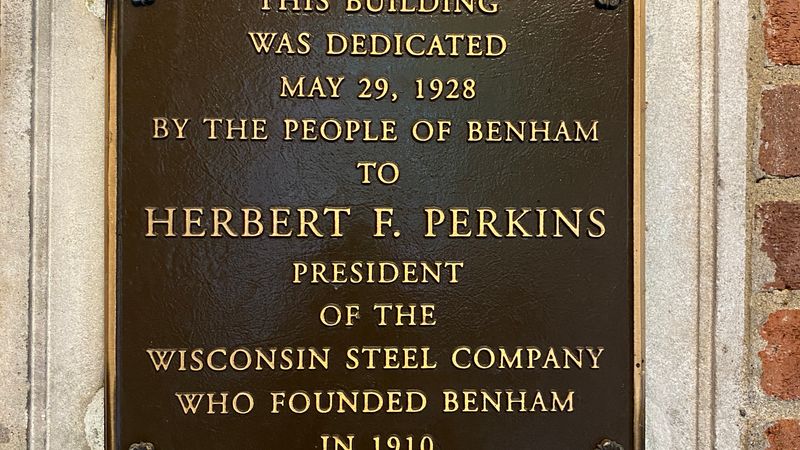 THIS BUILDING
WAS DEDICATED
MAY 29, 1928
BY THE PEOPLE OF BENHAM
TO
HERBERT F. PERKINS
PRESIDENT
OF THE
WISCONSIN STEEL COMPANY
WHO FOUNDED BENHAM
IN 1910